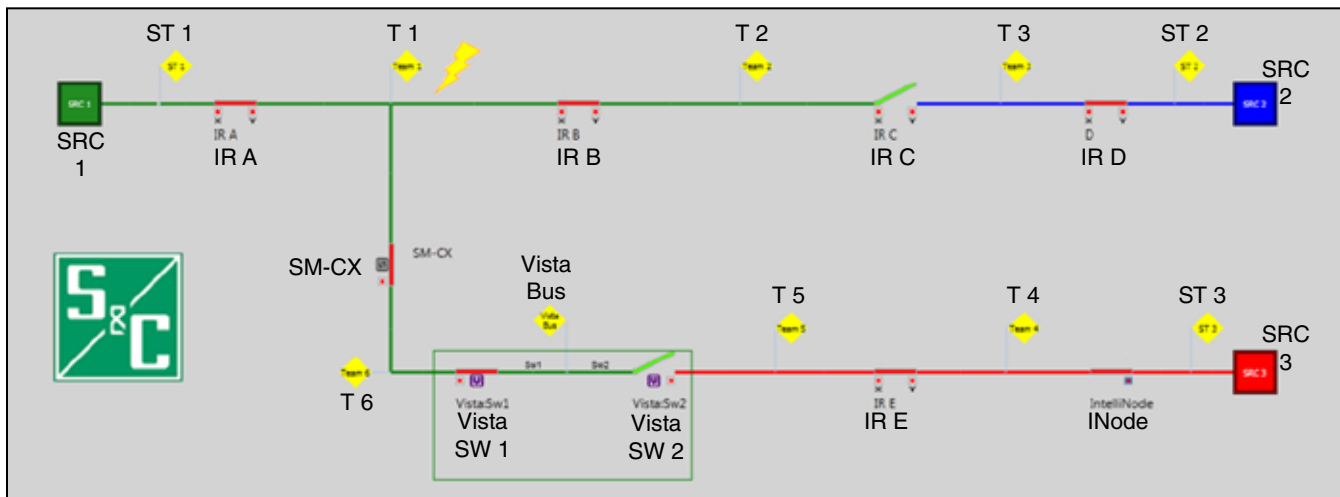 ST 1
T 1
T 2
T 3
ST 2
ST 1
Team 1
Team 2
Team 3
ST 2
SRC 1
SRC 2
SRC
2
SRC
1
IR A
IR B
IR C
D
IR A
IR B
IR C
IR D
SM-CX
SM-CX
Vista
Bus
T 5
T 4
ST 3
S&C
Vista
Bus
Team 5
Team 4
ST 3
SRC
3
Team 6
Sw1
Sw2
SRC 3
T 6
Vista:Sw1
Vista:Sw2
IR E
IntelliNode
Vista
SW 1
Vista
SW 2
IR E
INode